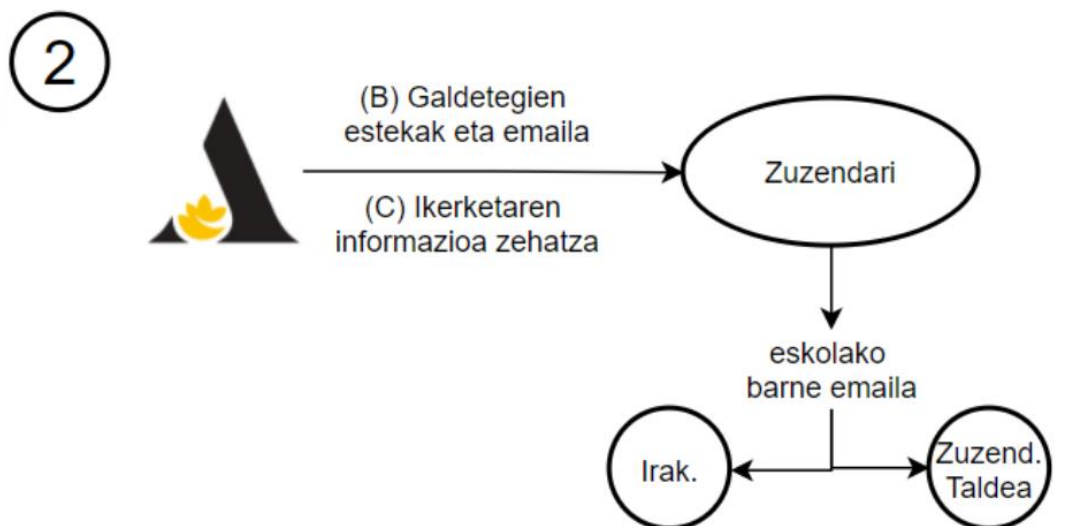 2
(B) Galdetegien
estekak eta emaila
Zuzendari
(C) Ikerketaren
informazioa zehatza
eskolako
barne emaila
Irak.
Zuzend.
Taldea